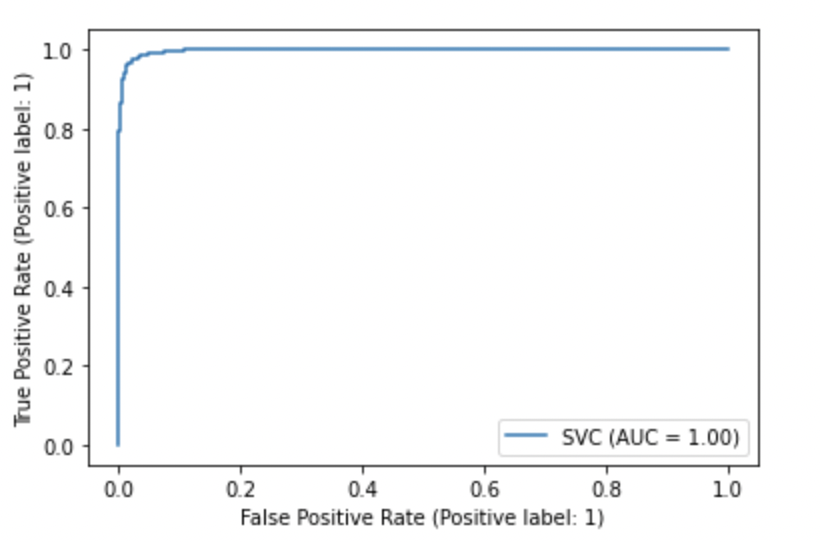 True Positive Rate (Positive label: 1)
1.0
0.8
0.6
0.4
0.2
0.0
SVC (AUC = 1.00)
0.0 0.2 0.4 0.6 0.8 1.0
False Positive Rate (Positive label: 1)